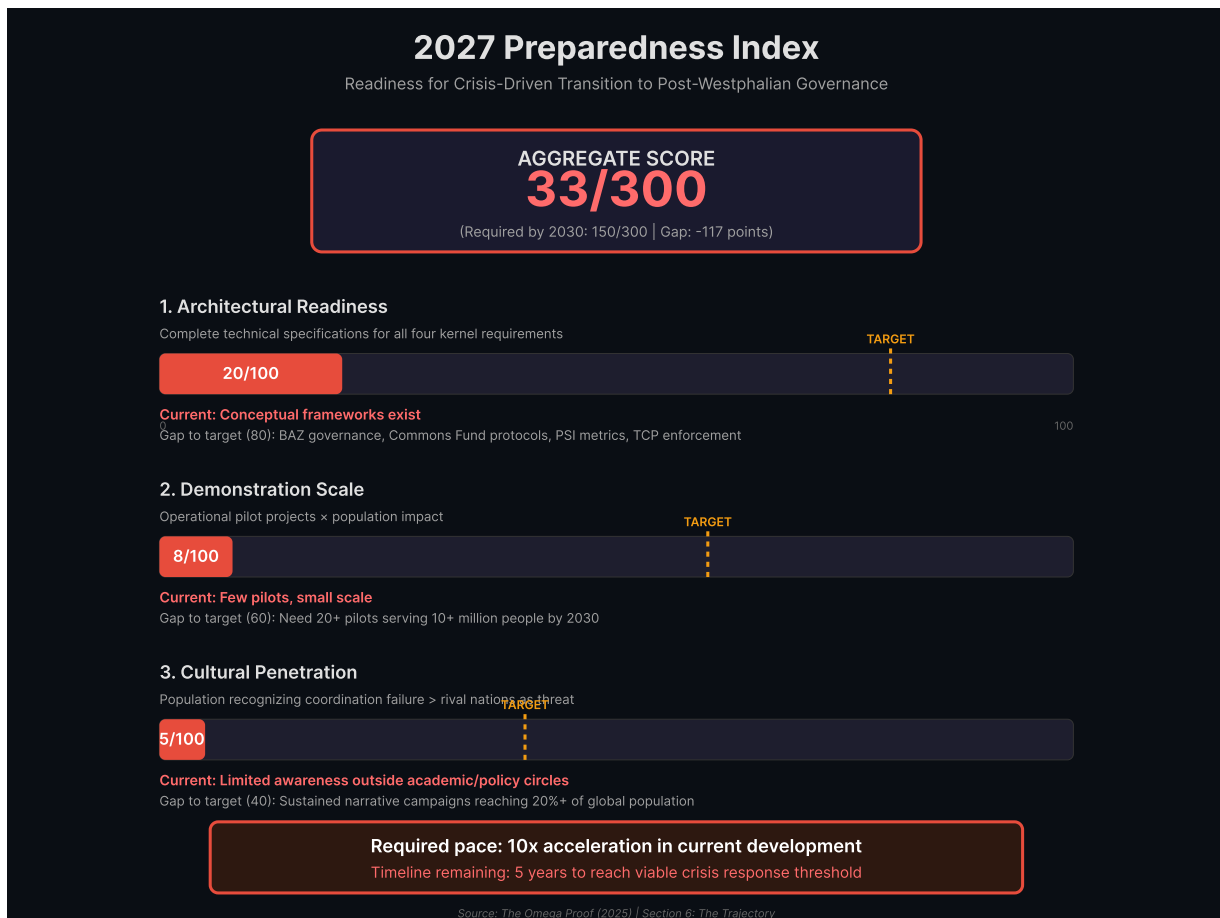 2027 Preparedness Index
Readiness for Crisis-Driven Transition to Post-Westphalian Governance
AGGREGATE SCORE
33/300
(Required by 2030: 150/300 | Gap: -117 points)
1. Architectural Readiness
Complete technical specifications for all four kernel requirements
TARGET
20/100
Current: Conceptual frameworks exist
0
100
Gap to target (80): BAZ governance, Commons Fund protocols, PSI metrics, TCP enforcement
2. Demonstration Scale
Operational pilot projects × population impact
TARGET
8/100
Current: Few pilots, small scale
Gap to target (60): Need 20+ pilots serving 10+ million people by 2030
3. Cultural Penetration
Population recognizing coordination failure > rival nations as threat
TARGET
5/100
Current: Limited awareness outside academic/policy circles
Gap to target (40): Sustained narrative campaigns reaching 20%+ of global population
Required pace: 10x acceleration in current development
Timeline remaining: 5 years to reach viable crisis response threshold
Source: The Omega Proof (2025) | Section 6: The Trajectory